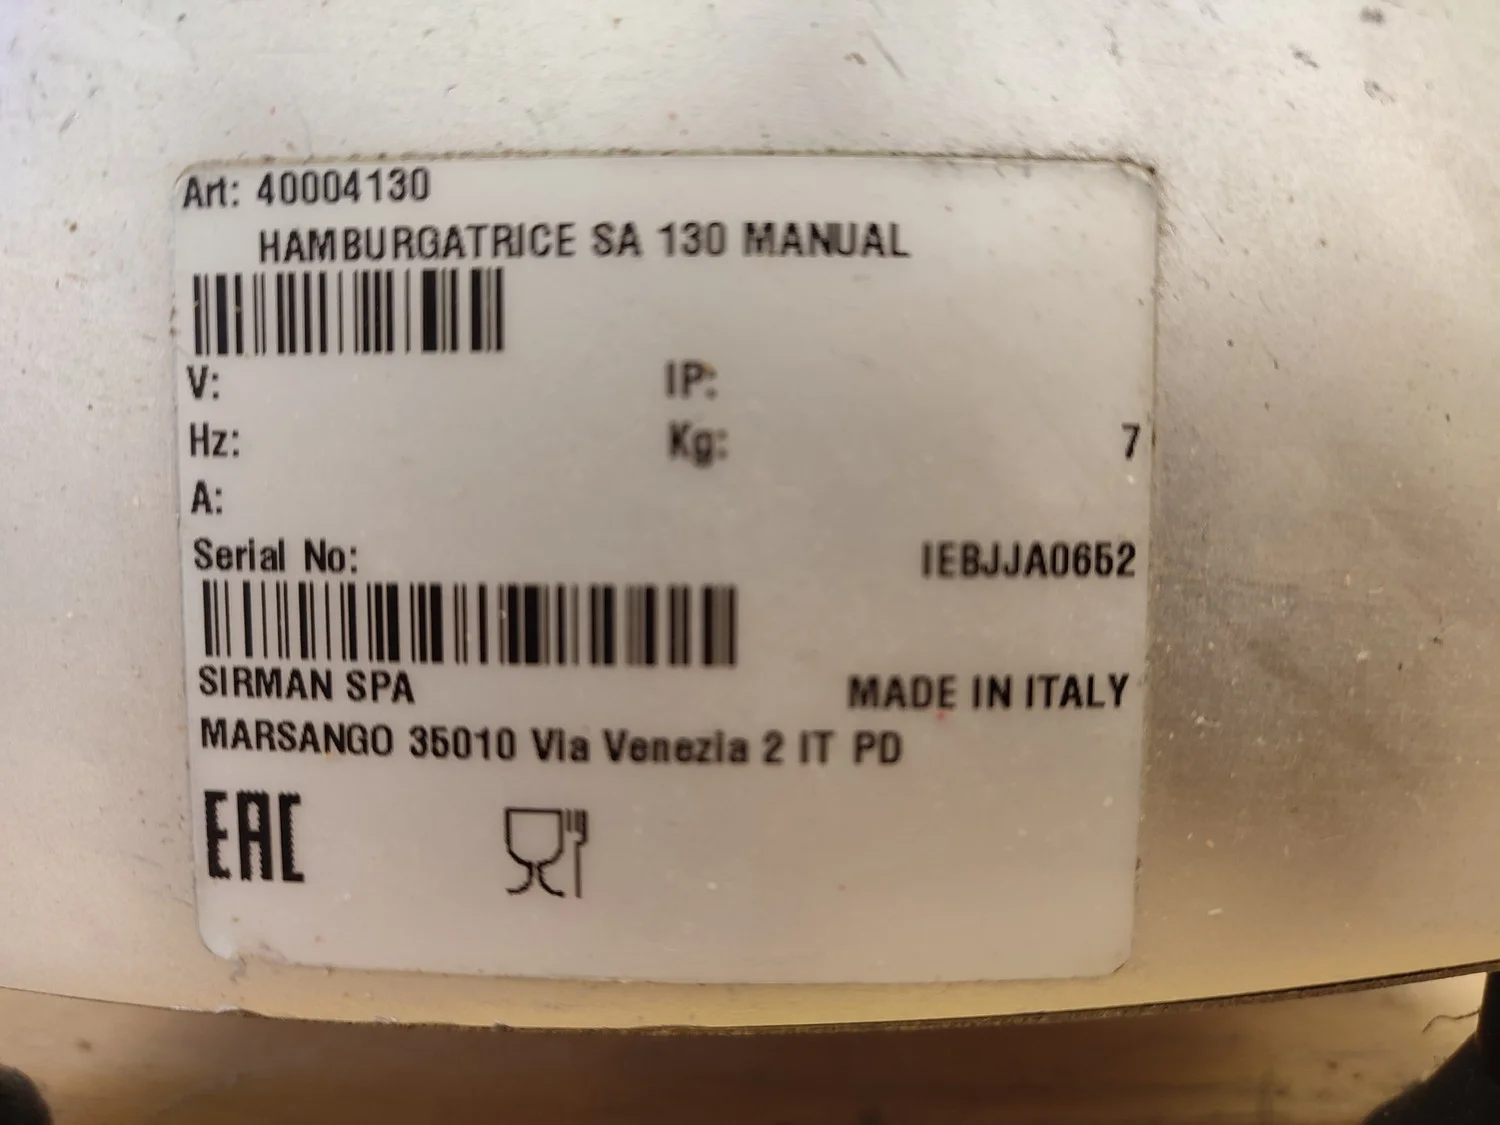 Art: 40004130
HAMBURGATRICE SA 130 MANUAL
V: IP:
Hz: Kg: 7
A:
Serial No: IEBJJA0652
SIRMAN SPA MADE IN ITALY
MARSANGO 35010 Via Venezia 2 IT PD
EAC